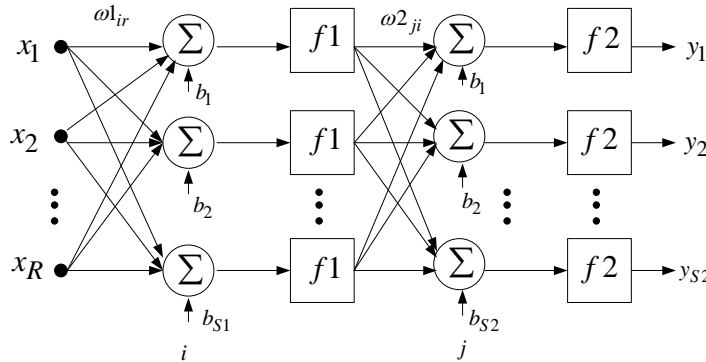 ω1ir ω2ji
x1 Σ f1 Σ f2 y1
b1 b1
x2 Σ f1 Σ f2 y2
b2 b2
xR Σ f1 Σ f2 yS2
bS1 bS2
i j